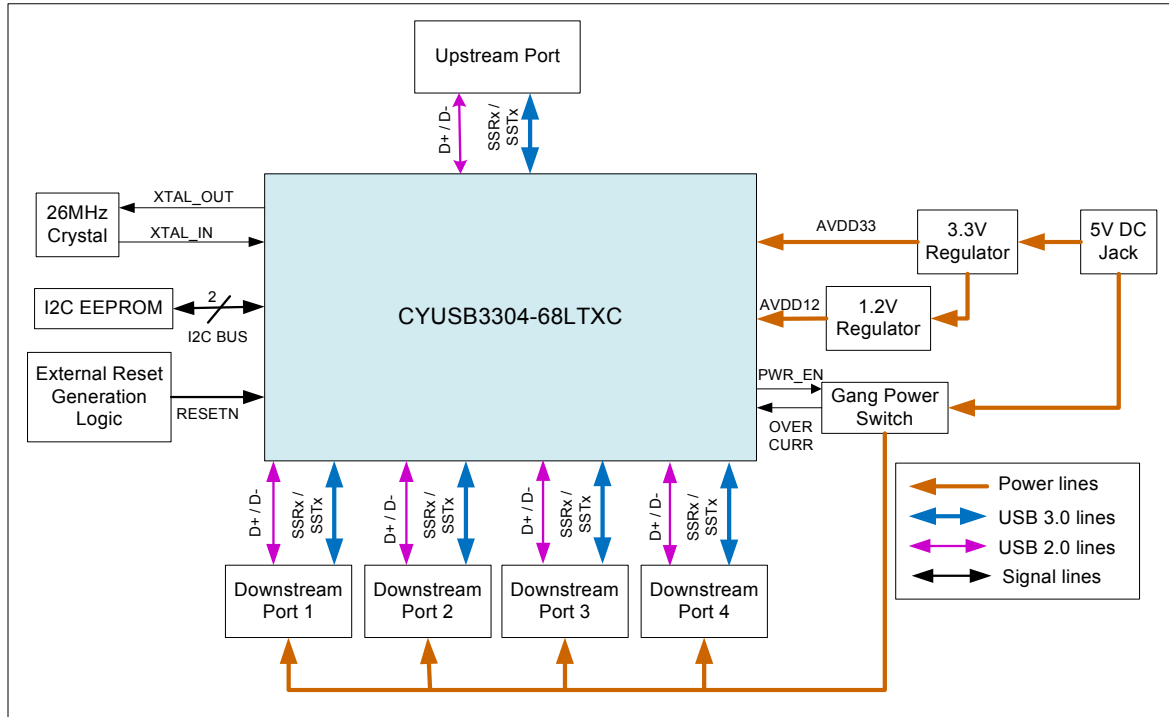 Upstream Port
D+ / D-
SSRx /
SSTx
XTAL_OUT
26MHz
Crystal
XTAL_IN
AVDD33
3.3V
Regulator
5V DC
Jack
I2C EEPROM
2
I2C BUS
CYUSB3304-68LTXC
AVDD12
1.2V
Regulator
External Reset
Generation
Logic
RESETN
PWR_EN
OVER
CURR
Gang Power
Switch
D+ / D-
SSRx /
SSTx
D+ / D-
SSRx /
SSTx
D+ / D-
SSRx /
SSTx
D+ / D-
SSRx /
SSTx
Power lines
USB 3.0 lines
USB 2.0 lines
Signal lines
Downstream
Port 1
Downstream
Port 2
Downstream
Port 3
Downstream
Port 4